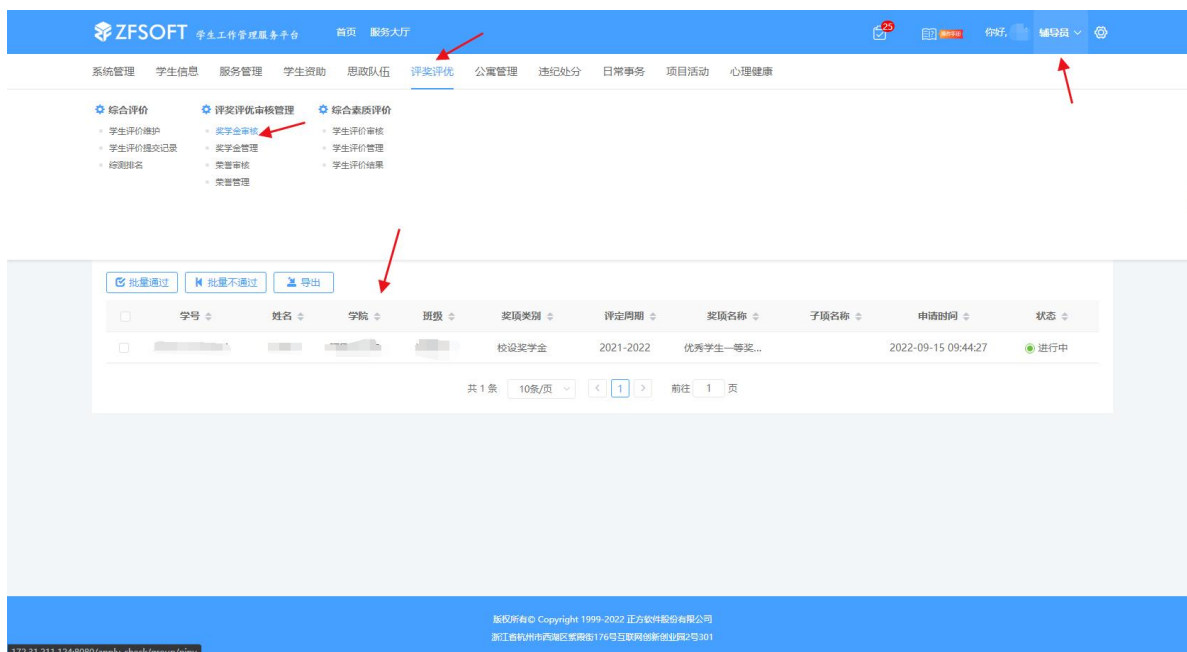 ZFSOFT 学生工作管理服务平台 首页 服务大厅 25 你好, 辅导员
系统管理 学生信息 服务管理 学生资助 思政队伍 评奖评优 公寓管理 违纪处分 日常事务 项目活动 心理健康
综合评价 评奖评优审核管理 综合素质评价
学生评价维护 奖学金审核 学生评价审核
学生评价提交记录 奖学金管理 学生评价管理
综测排名 荣誉审核 学生评价结果
荣誉管理
批量通过 批量不通过 导出
学号 姓名 学院 班级 奖项类别 评定周期 奖项名称 子项名称 申请时间 状态
校设奖学金 2021-2022 优秀学生一等奖... 2022-09-15 09:44:27 进行中
共 1 条 10条/页 < 1 > 前往 1 页
版权所有© Copyright 1999-2022 正方软件股份有限公司
浙江省杭州市西湖区紫霞街176号互联网创新创业园2号301